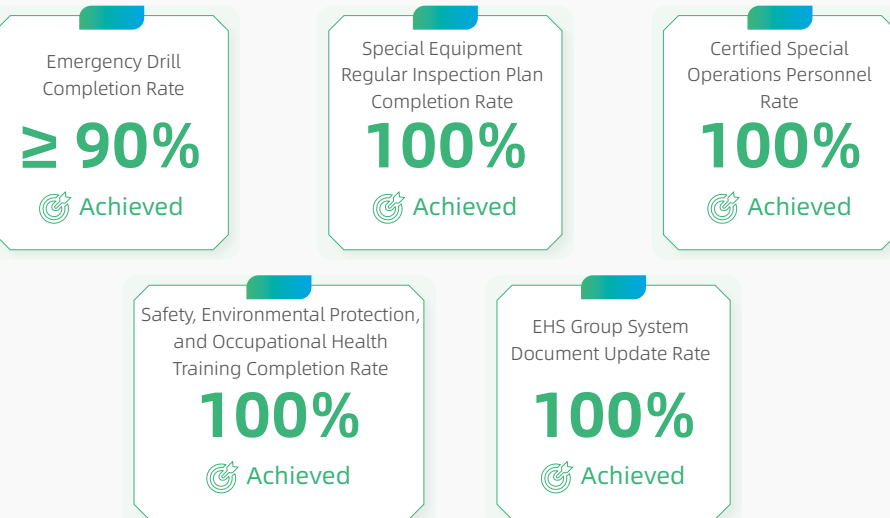 Emergency Drill
Completion Rate
≥ 90%
Achieved
Special Equipment
Regular Inspection Plan
Completion Rate
100%
Achieved
Certified Special
Operations Personnel
Rate
100%
Achieved
Safety, Environmental Protection,
and Occupational Health
Training Completion Rate
100%
Achieved
EHS Group System
Document Update Rate
100%
Achieved